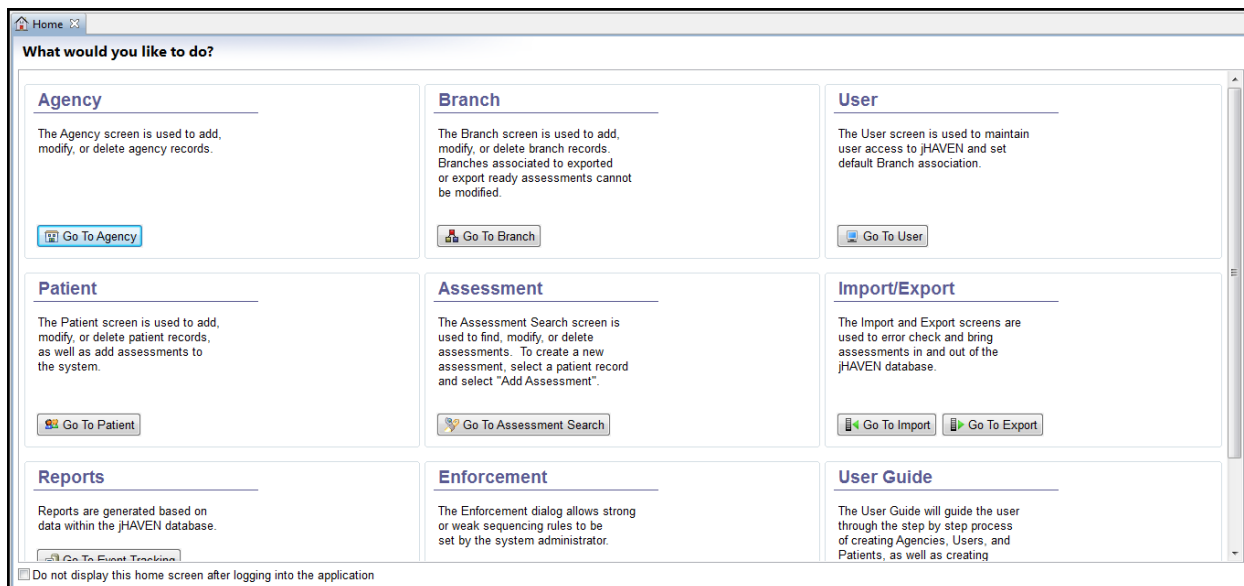 Home
What would you like to do?
Agency
The Agency screen is used to add,
modify, or delete agency records.
Go To Agency
Branch
The Branch screen is used to add,
modify, or delete branch records.
Branches associated to exported
or export ready assessments cannot
be modified.
Go To Branch
User
The User screen is used to maintain
user access to jHAVEN and set
default Branch association.
Go To User
Patient
The Patient screen is used to add,
modify, or delete patient records,
as well as add assessments to
the system.
Go To Patient
Assessment
The Assessment Search screen is
used to find, modify, or delete
assessments. To create a new
assessment, select a patient record
and select "Add Assessment".
Go To Assessment Search
Import/Export
The Import and Export screens are
used to error check and bring
assessments in and out of the
jHAVEN database.
Go To Import
Go To Export
Reports
Reports are generated based on
data within the jHAVEN database.
Go To Event Tracking
Enforcement
The Enforcement dialog allows strong
or weak sequencing rules to be
set by the system administrator.
User Guide
The User Guide will guide the user
through the step by step process
of creating Agencies, Users, and
Patients, as well as creating
Do not display this home screen after logging into the application